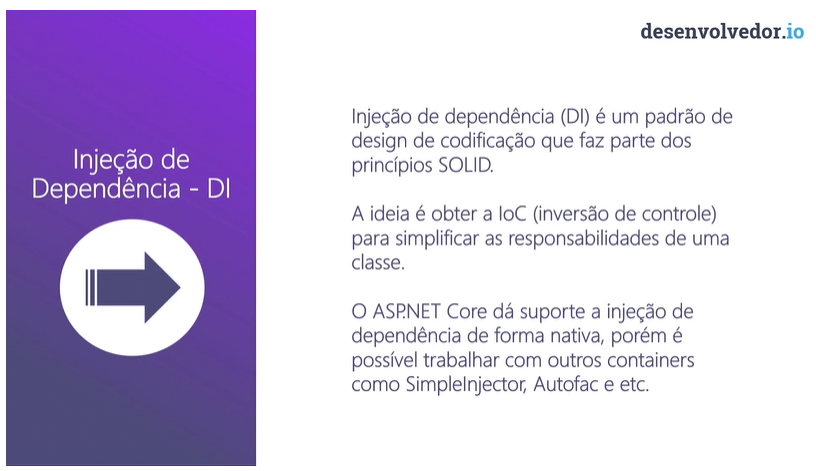 desenvolvedor.io
Injeção de
Dependência - DI
Injeção de dependência (DI) é um padrão de
design de codificação que faz parte dos
princípios SOLID.
A ideia é obter a IoC (inversão de controle)
para simplificar as responsabilidades de uma
classe.
O ASP.NET Core dá suporte a injeção de
dependência de forma nativa, porém é
possível trabalhar com outros containers
como SimpleInjector, Autofac e etc.